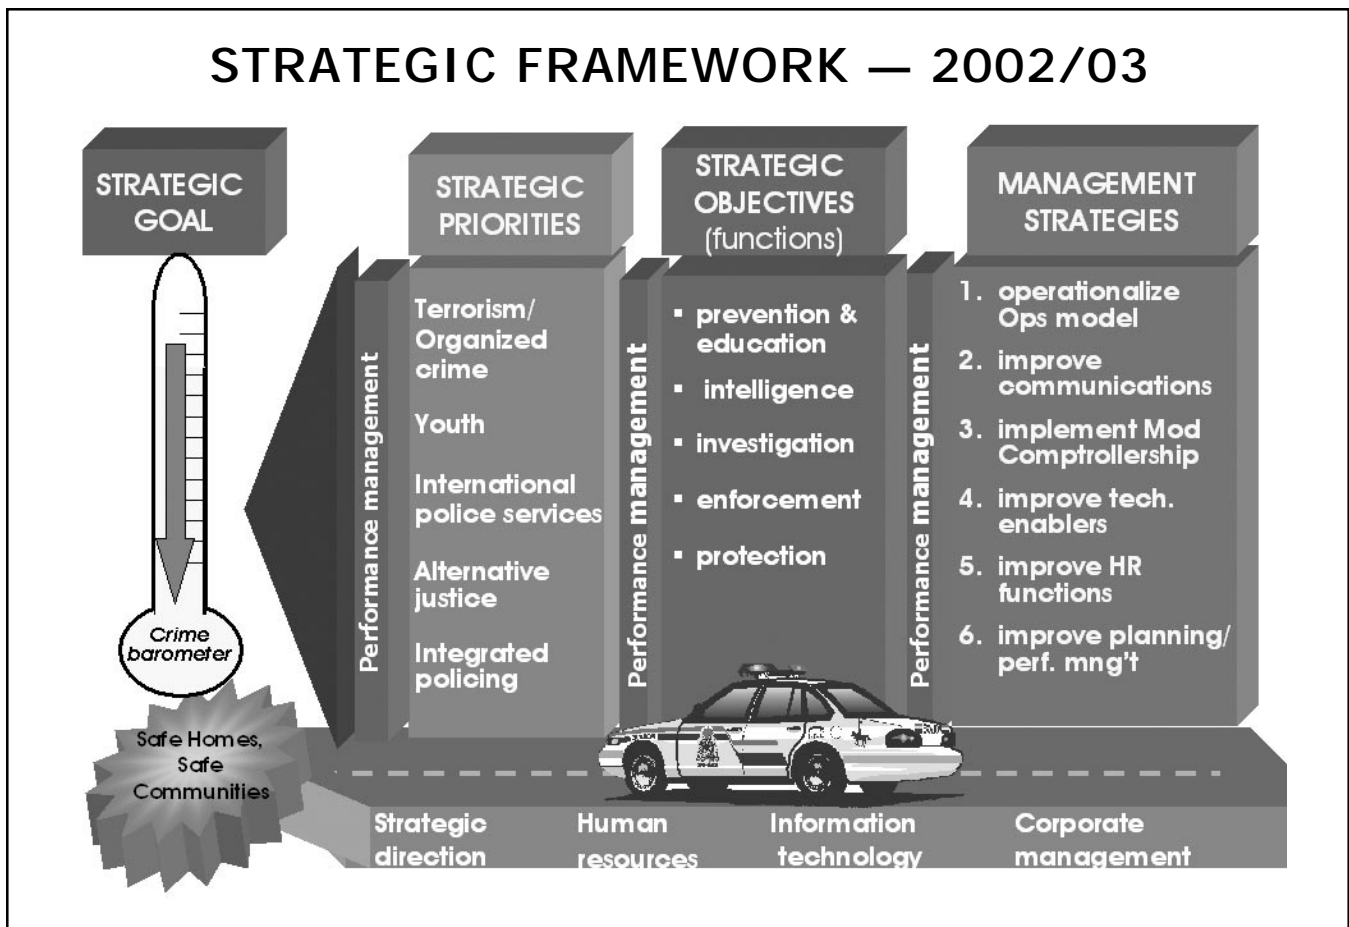 STRATEGIC FRAMEWORK — 2002/03
STRATEGIC
GOAL
Crime
barometer
Safe Homes,
Safe
Communities
Performance management
STRATEGIC
PRIORITIES
Terrorism/
Organized
crime
Youth
International
police services
Alternative
justice
Integrated
policing
Performance management
STRATEGIC
OBJECTIVES
(functions)
▪ prevention &
education
▪ intelligence
▪ investigation
▪ enforcement
▪ protection
Performance management
MANAGEMENT
STRATEGIES
1. operationalize
Ops model
2. improve
communications
3. implement Mod
Comptrollership
4. improve tech.
enablers
5. improve HR
functions
6. improve planning/
perf. mng't
Strategic
direction
Human
resources
Information
technology
Corporate
management